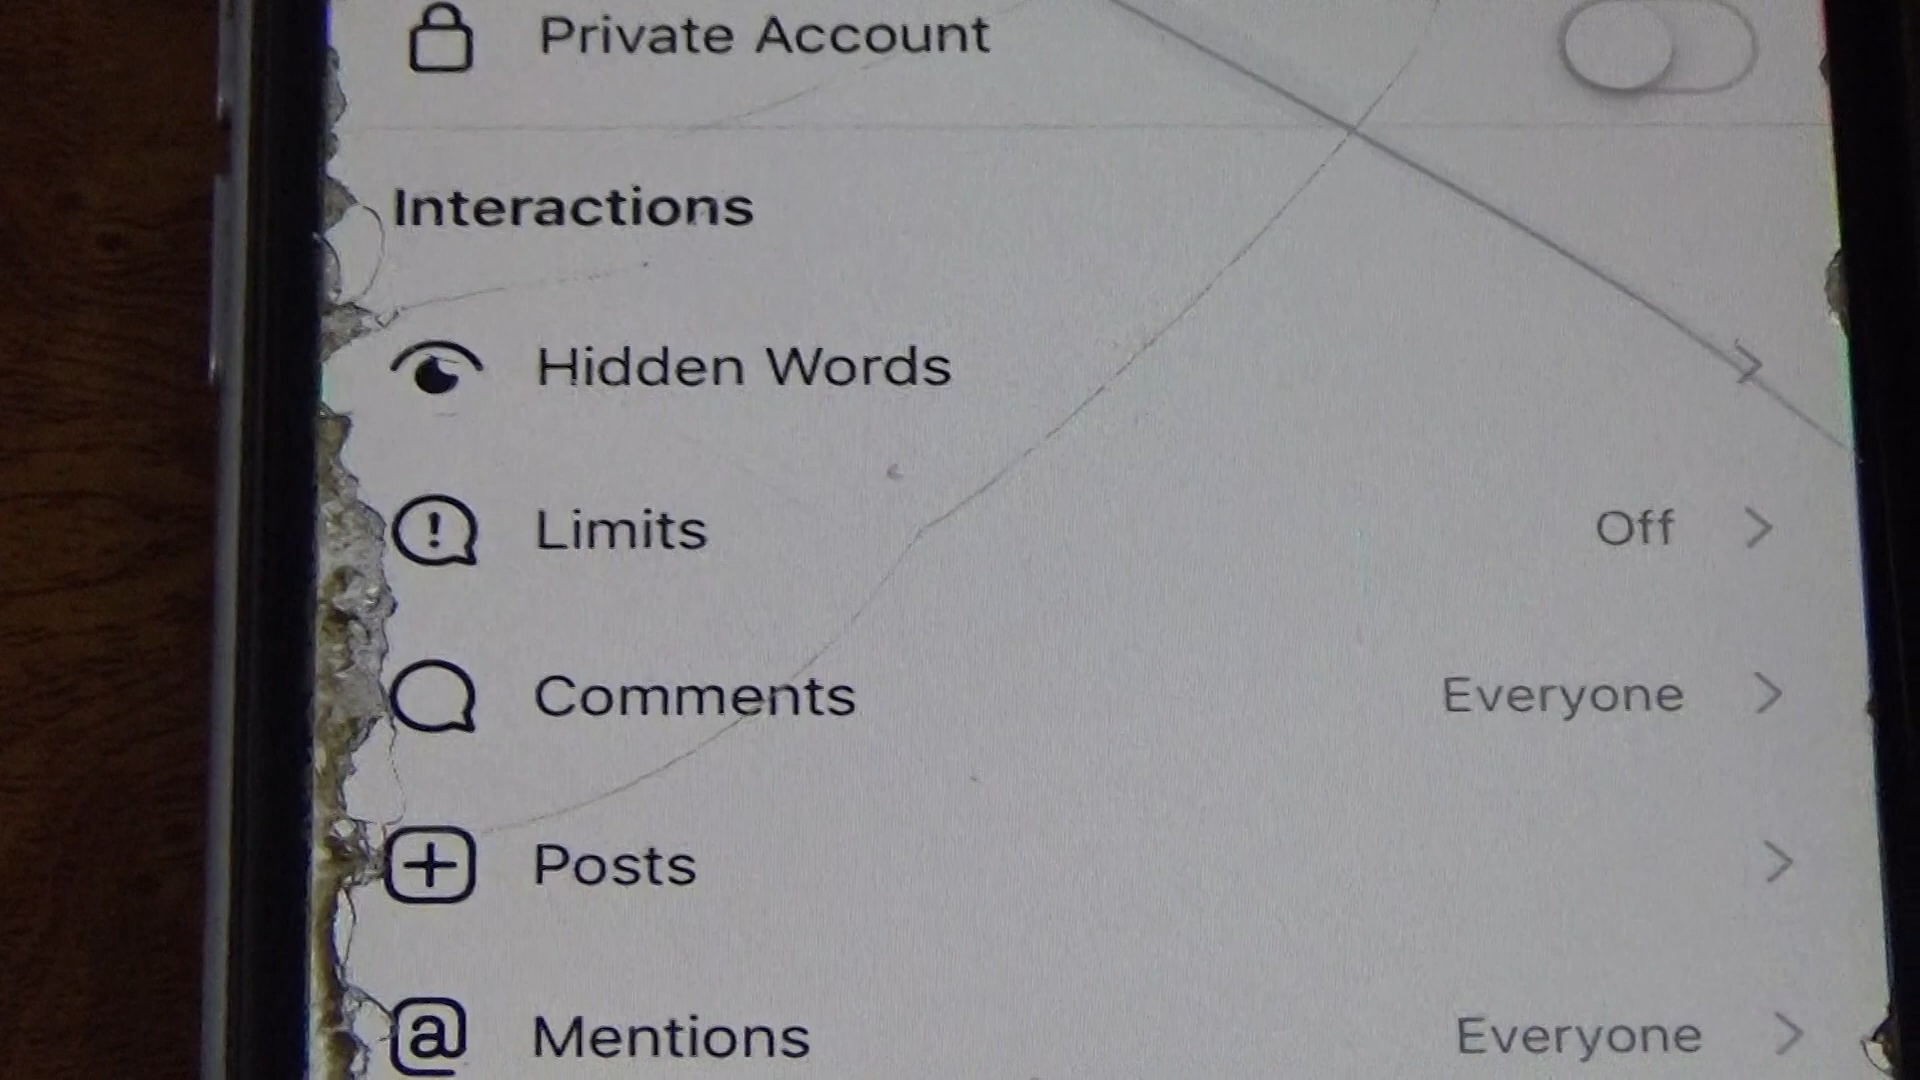 Private Account
Interactions
Hidden Words
Limits Off
Comments Everyone
Posts
Mentions Everyone